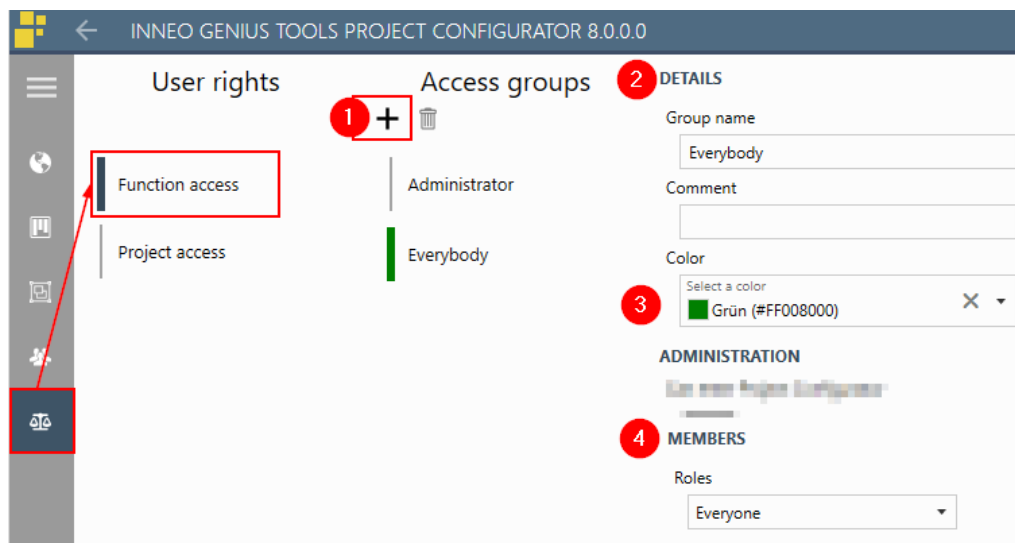 INNEO GENIUS TOOLS PROJECT CONFIGURATOR 8.0.0.0
User rights
Function access
Project access
Access groups
1
Administrator
Everybody
2 DETAILS
Group name
Everybody
Comment
Color
3
Select a color
Grün (#FF008000)
ADMINISTRATION
4 MEMBERS
Roles
Everyone